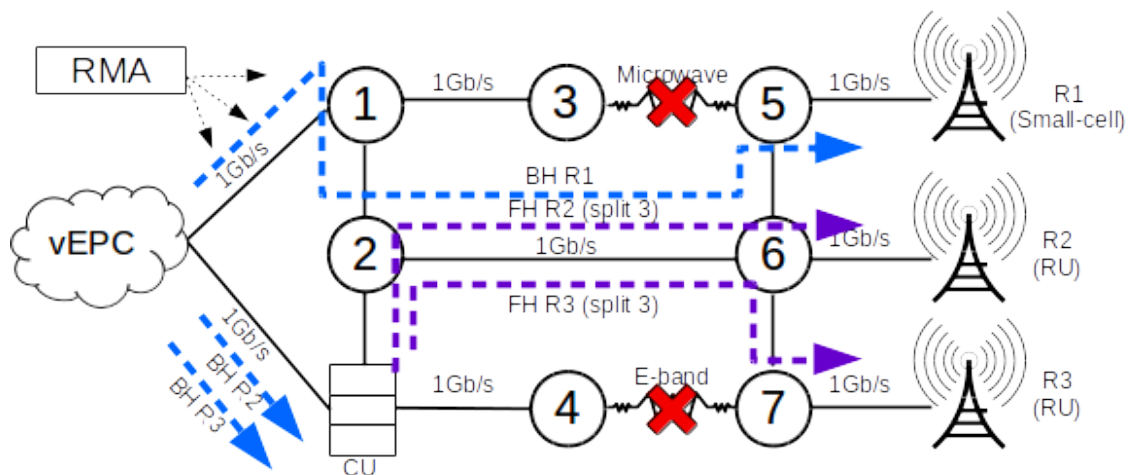 RMA
1Gb/s
1
1Gb/s
3
Microwave
5
1Gb/s
R1
(Small-cell)
BH R1
FH R2 (split 3)
vEPC
2
1Gb/s
6
1Gb/s
R2
(RU)
FH R3 (split 3)
1Gb/s
BH R2
BH R3
CU
1Gb/s
4
E-band
7
1Gb/s
R3
(RU)